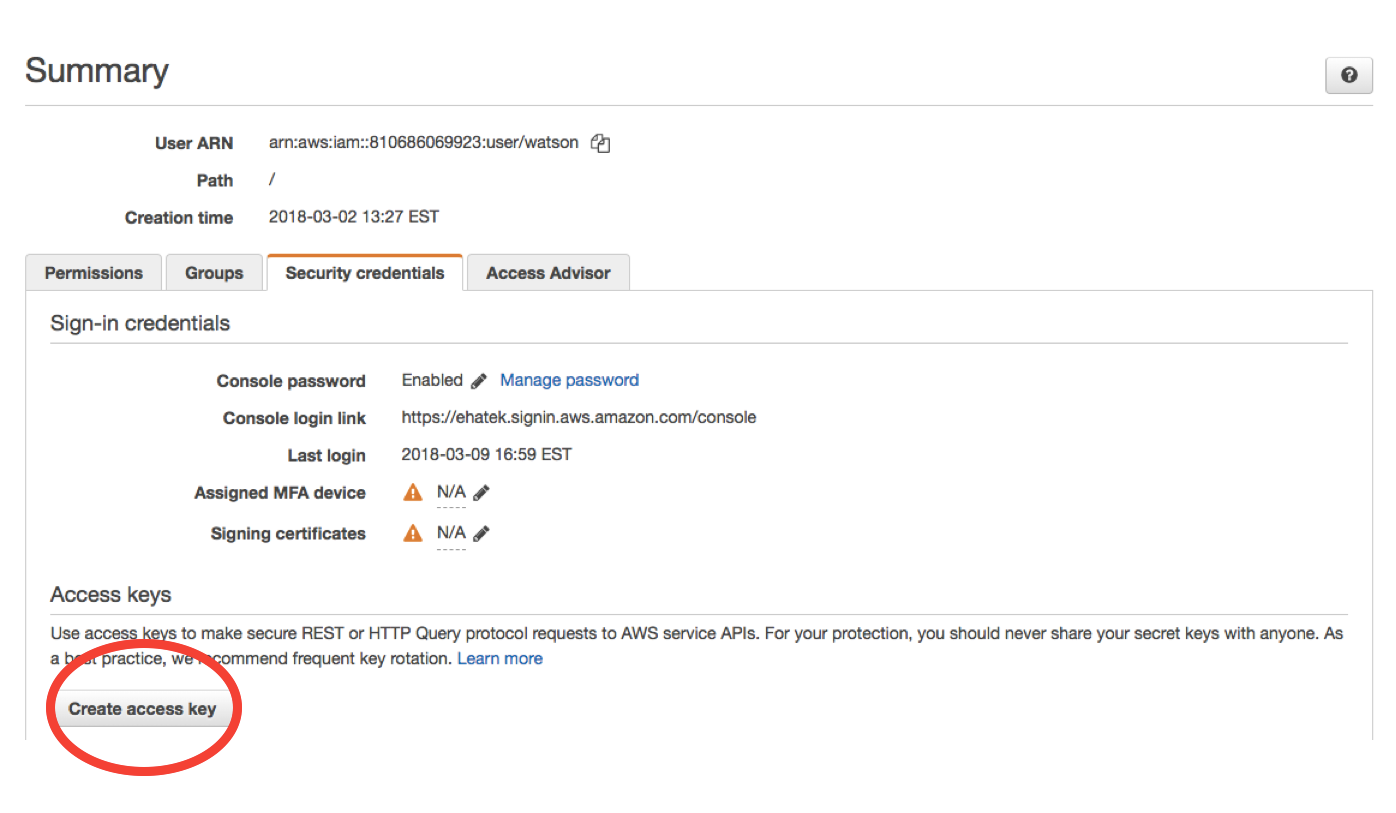 Summary
User ARN arn:aws:iam::810686069923:user/watson
Path /
Creation time 2018-03-02 13:27 EST
Permissions Groups Security credentials Access Advisor
Sign-in credentials
Console password Enabled Manage password
Console login link https://ehatek.signin.aws.amazon.com/console
Last login 2018-03-09 16:59 EST
Assigned MFA device N/A
Signing certificates N/A
Access keys
Use access keys to make secure REST or HTTP Query protocol requests to AWS service APIs. For your protection, you should never share your secret keys with anyone. As
a best practice, we recommend frequent key rotation. Learn more
Create access key